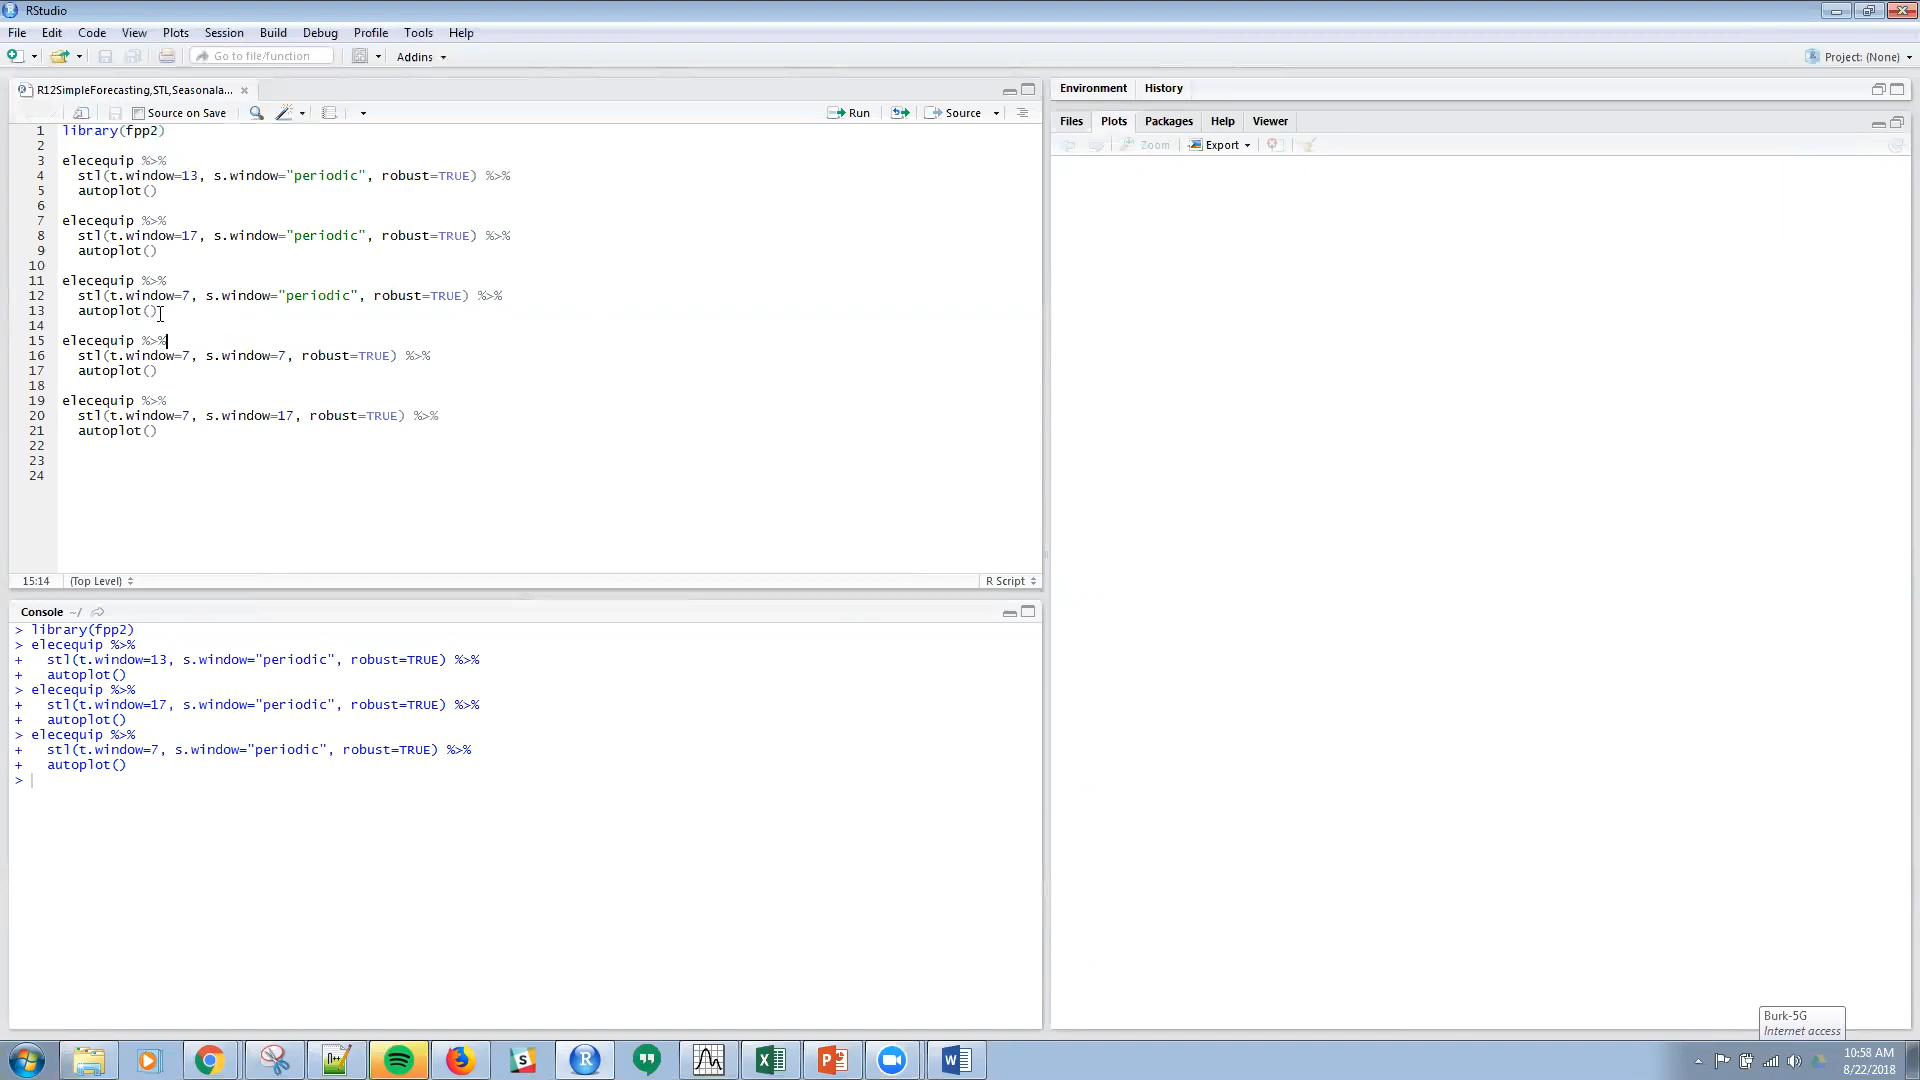 RStudio
File Edit Code View Plots Session Build Debug Profile Tools Help
Go to file/function Addins Project: (None)
R12SimpleForecasting,STL,Seasonala...
Source on Save Run Source
1 library(fpp2)
2
3 elecequip %>%
4 stl(t.window=13, s.window="periodic", robust=TRUE) %>%
5 autoplot()
6
7 elecequip %>%
8 stl(t.window=17, s.window="periodic", robust=TRUE) %>%
9 autoplot()
10
11 elecequip %>%
12 stl(t.window=7, s.window="periodic", robust=TRUE) %>%
13 autoplot()
14
15 elecequip %>%
16 stl(t.window=7, s.window=7, robust=TRUE) %>%
17 autoplot()
18
19 elecequip %>%
20 stl(t.window=7, s.window=17, robust=TRUE) %>%
21 autoplot()
22
23
24
15:14 (Top Level) R Script
Console ~/
> library(fpp2)
> elecequip %>%
+ stl(t.window=13, s.window="periodic", robust=TRUE) %>%
+ autoplot()
> elecequip %>%
+ stl(t.window=17, s.window="periodic", robust=TRUE) %>%
+ autoplot()
> elecequip %>%
+ stl(t.window=7, s.window="periodic", robust=TRUE) %>%
+ autoplot()
>
Environment History
Files Plots Packages Help Viewer
Zoom Export
Burk-5G
Internet access
10:58 AM
8/22/2018